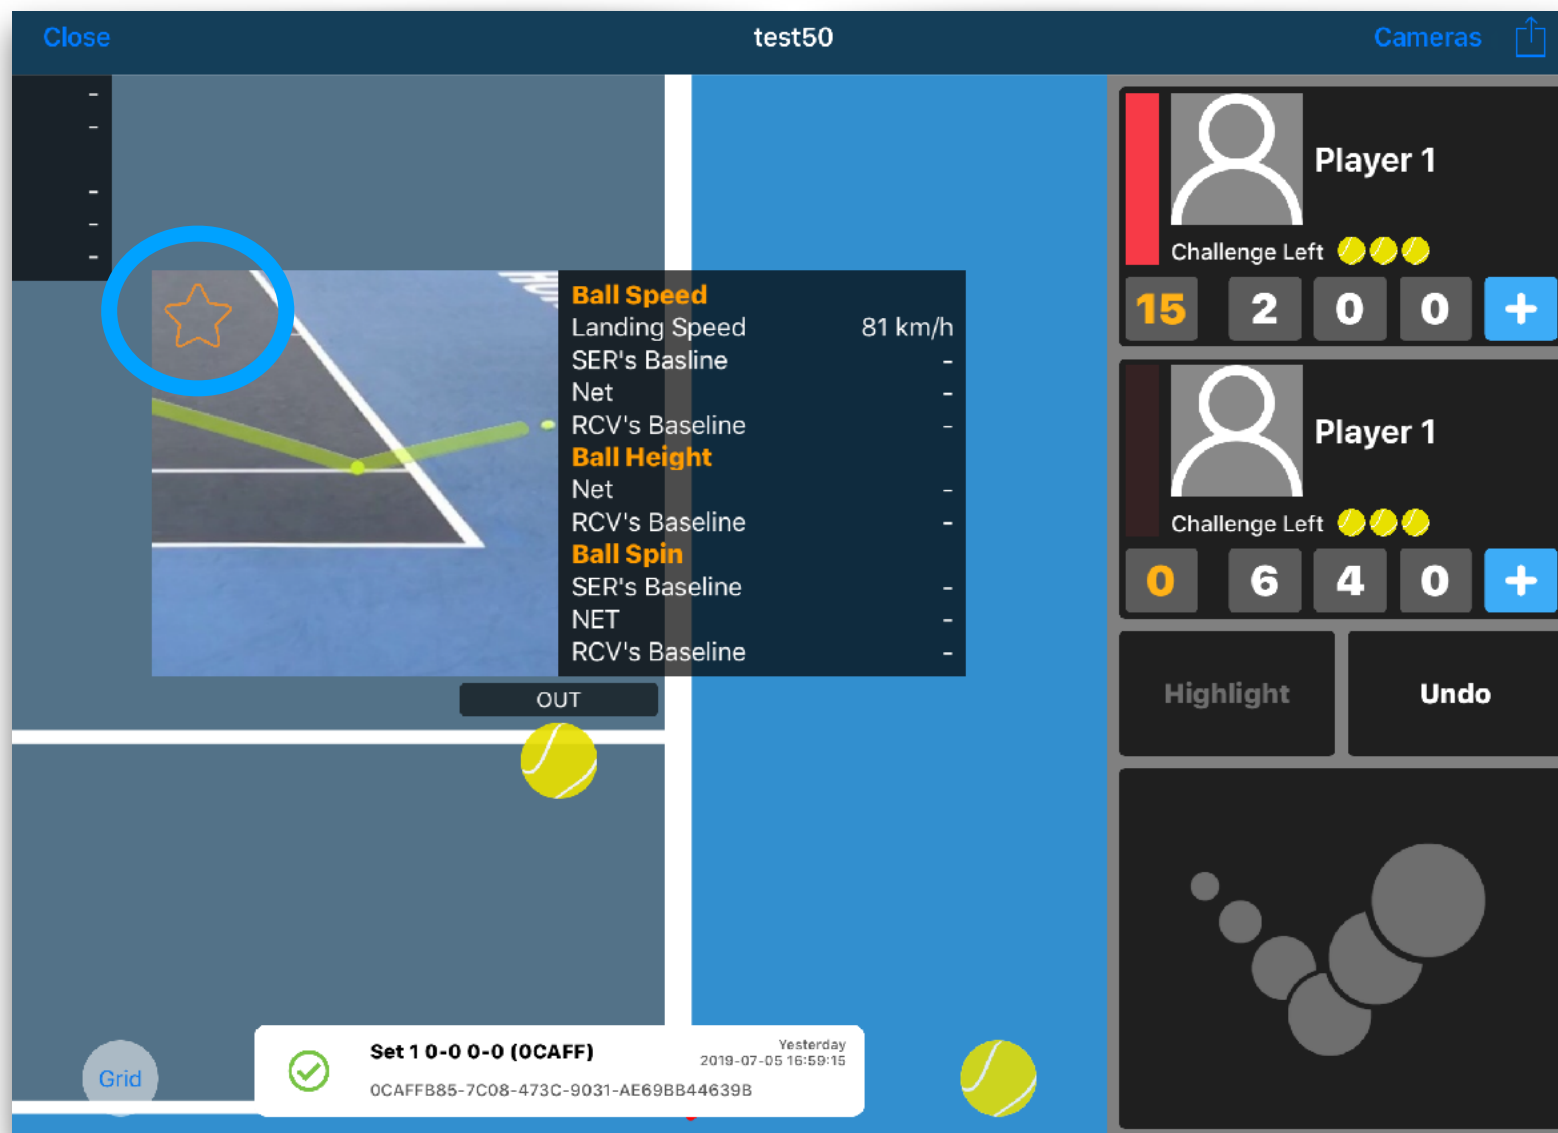 Close
test50
Cameras
-
-
-
-
-
Ball Speed
Landing Speed 81 km/h
SER's Basline -
Net -
RCV's Baseline -
Ball Height
Net -
RCV's Baseline -
Ball Spin
SER's Baseline -
NET -
RCV's Baseline -
OUT
Player 1
Challenge Left
15 2 0 0 +
Player 1
Challenge Left
0 6 4 0 +
Highlight
Undo
Grid
Set 1 0-0 0-0 (0CAFF)
Yesterday
2019-07-05 16:59:15
0CAFFB85-7C08-473C-9031-AE69BB44639B